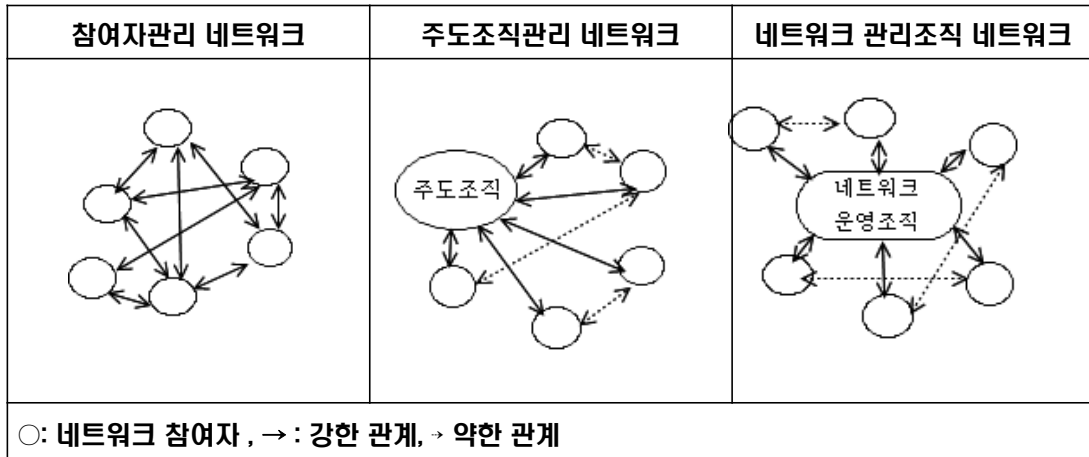 참여자관리 네트워크
주도조직관리 네트워크
네트워크 관리조직 네트워크
주도조직
네트워크
운영조직
○: 네트워크 참여자 , → : 강한 관계, → 약한 관계